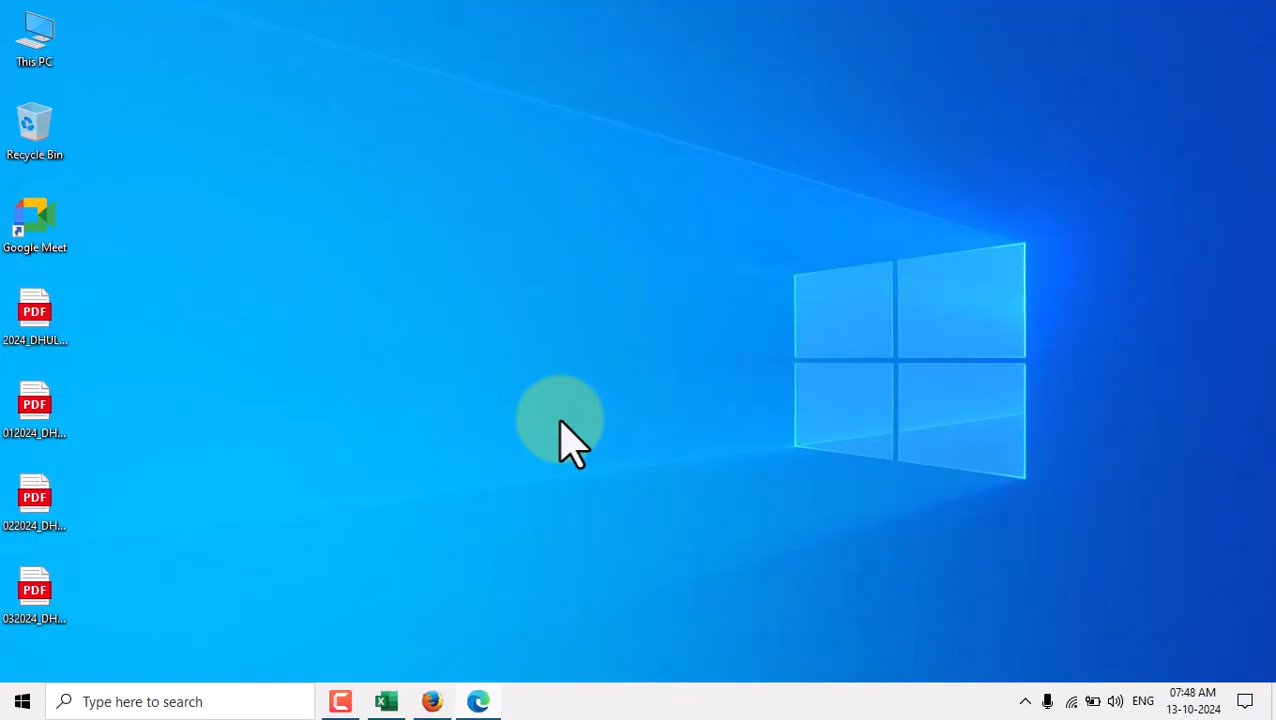 This PC
Recycle Bin
Google Meet
PDF
2024_DHUL...
PDF
012024_DH...
PDF
022024_DH...
PDF
032024_DH...
Type here to search
ENG
07:48 AM
13-10-2024